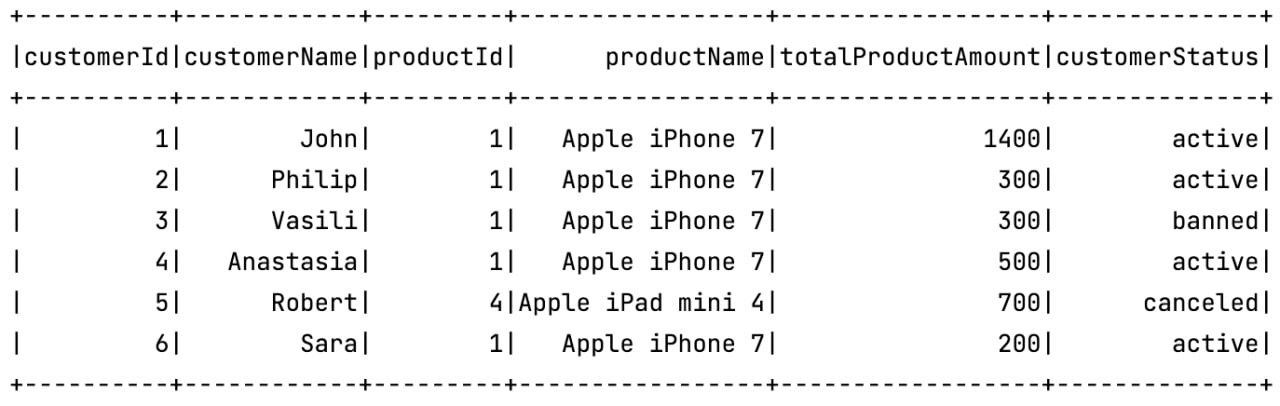 +----------+------------+---------+-----------------+------------------+--------------+
|customerId|customerName|productId|      productName|totalProductAmount|customerStatus|
+----------+------------+---------+-----------------+------------------+--------------+
|         1|        John|        1|   Apple iPhone 7|              1400|        active|
|         2|      Philip|        1|   Apple iPhone 7|               300|        active|
|         3|      Vasili|        1|   Apple iPhone 7|               300|        banned|
|         4|   Anastasia|        1|   Apple iPhone 7|               500|        active|
|         5|      Robert|        4|Apple iPad mini 4|               700|      canceled|
|         6|        Sara|        1|   Apple iPhone 7|               200|        active|
+----------+------------+---------+-----------------+------------------+--------------+